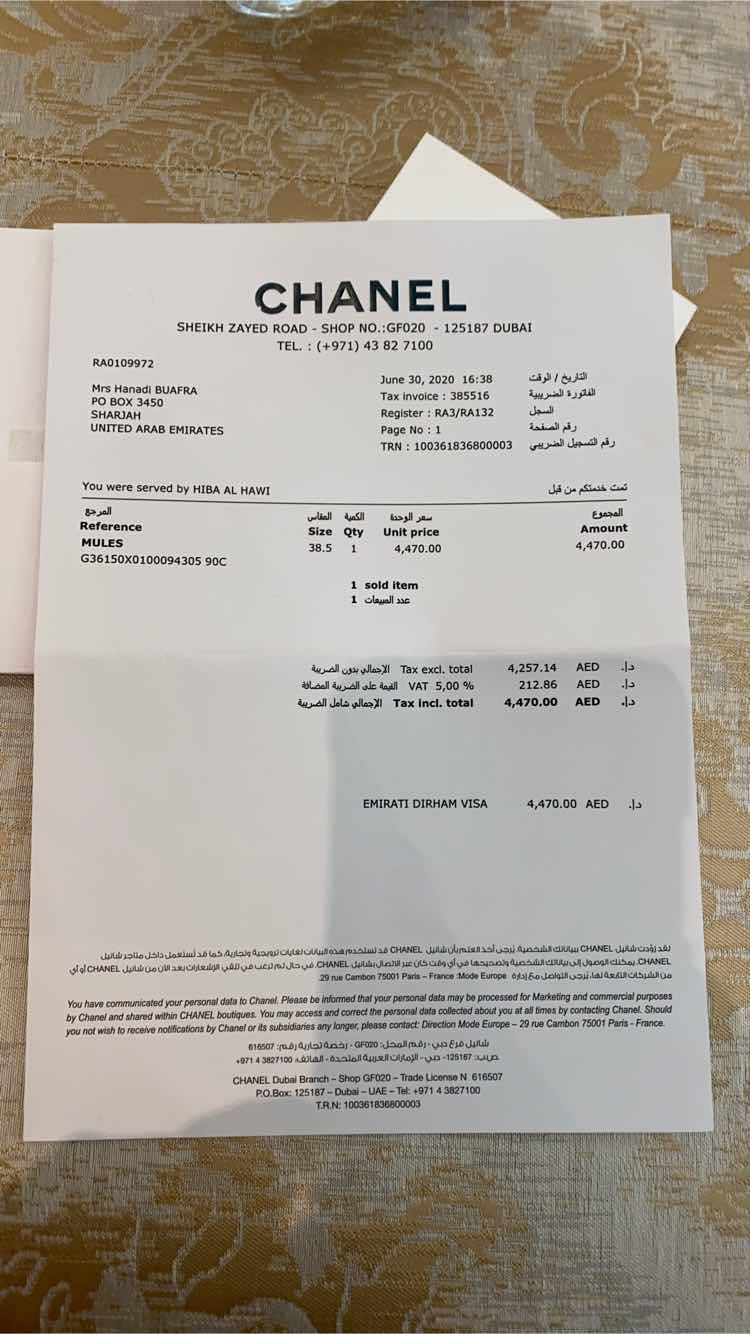 CHANEL
SHEIKH ZAYED ROAD - SHOP NO.:GF020 - 125187 DUBAI
TEL. : (+971) 43 82 7100
RA0109972
Mrs Hanadi BUAFRA
PO BOX 3450
SHARJAH
UNITED ARAB EMIRATES
June 30, 2020 16:38 التاريخ / الوقت
Tax invoice : 385516 الفاتورة الضريبية
Register : RA3/RA132 السجل
Page No : 1 رقم الصفحة
TRN : 100361836800003 رقم التسجيل الضريبي
You were served by HIBA AL HAWI تمت خدمتكم من قبل
المرجع المقاس الكمية سعر الوحدة المجموع
Reference Size Qty Unit price Amount
MULES 38.5 1 4,470.00 4,470.00
G36150X0100094305 90C
1 sold item
1 عدد المبيعات
الإجمالي بدون الضريبة Tax excl. total 4,257.14 AED د.إ.
القيمة على الضريبة المضافة VAT 5,00 % 212.86 AED د.إ.
الإجمالي شامل الضريبة Tax incl. total 4,470.00 AED د.إ.
EMIRATI DIRHAM VISA 4,470.00 AED د.إ.
لقد زودت شانيل CHANEL ببياناتك الشخصية. يُرجى أخذ العلم بأن شانيل CHANEL قد تستخدم هذه البيانات لغايات ترويجية وتجارية، كما قد تُستعمل داخل متاجر شانيل
CHANEL. يمكنك الوصول إلى بياناتك الشخصية وتصحيحها في أي وقت كان عبر الاتصال بشانيل CHANEL. في حال لم ترغب في تلقي الإشعارات بعد الآن من شانيل CHANEL أو أي
من الشركات التابعة لها، يُرجى التواصل مع إدارة Mode Europe: 29 rue Cambon 75001 Paris – France.
You have communicated your personal data to Chanel. Please be informed that your personal data may be processed for Marketing and commercial purposes
by Chanel and shared within CHANEL boutiques. You may access and correct the personal data collected about you at all times by contacting Chanel. Should
you not wish to receive notifications by Chanel or its subsidiaries any longer, please contact: Direction Mode Europe – 29 rue Cambon 75001 Paris - France.
شانيل فرع دبي - رقم المحل: GF020 - رخصة تجارية رقم: 616507
ص.ب: 125187- دبي - الإمارات العربية المتحدة - الهاتف: 3827100 4 971+
CHANEL Dubai Branch – Shop GF020 – Trade License N 616507
P.O.Box: 125187 – Dubai – UAE – Tel: +971 4 3827100
T.R.N: 100361836800003